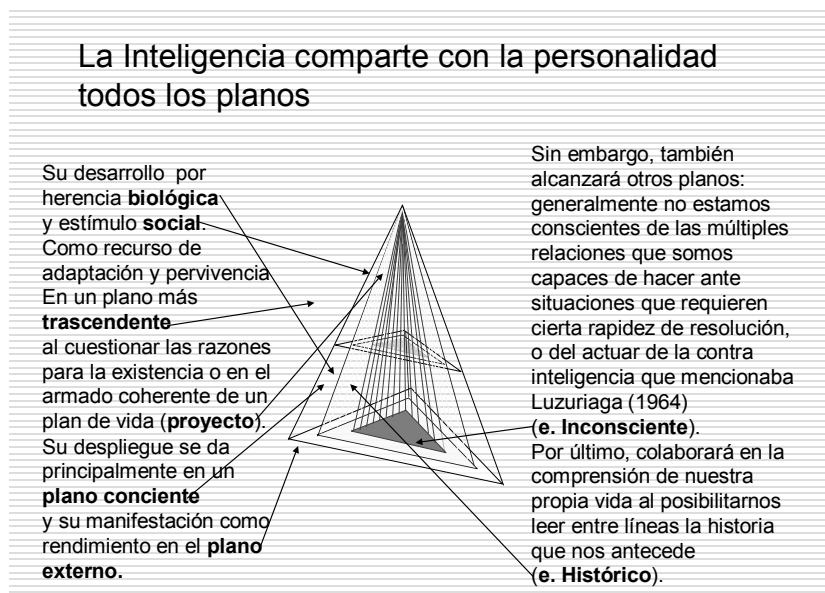 La Inteligencia comparte con la personalidad
todos los planos
Su desarrollo por
herencia biológica
y estímulo social.
Como recurso de
adaptación y pervivencia
En un plano más
trascendente
al cuestionar las razones
para la existencia o en el
armado coherente de un
plan de vida (proyecto).
Su despliegue se da
principalmente en un
plano conciente
y su manifestación como
rendimiento en el plano
externo.
Sin embargo, también
alcanzará otros planos:
generalmente no estamos
conscientes de las múltiples
relaciones que somos
capaces de hacer ante
situaciones que requieren
cierta rapidez de resolución,
o del actuar de la contra
inteligencia que mencionaba
Luzuriaga (1964)
(e. Inconsciente).
Por último, colaborará en la
comprensión de nuestra
propia vida al posibilitarnos
leer entre líneas la historia
que nos antecede
(e. Histórico).